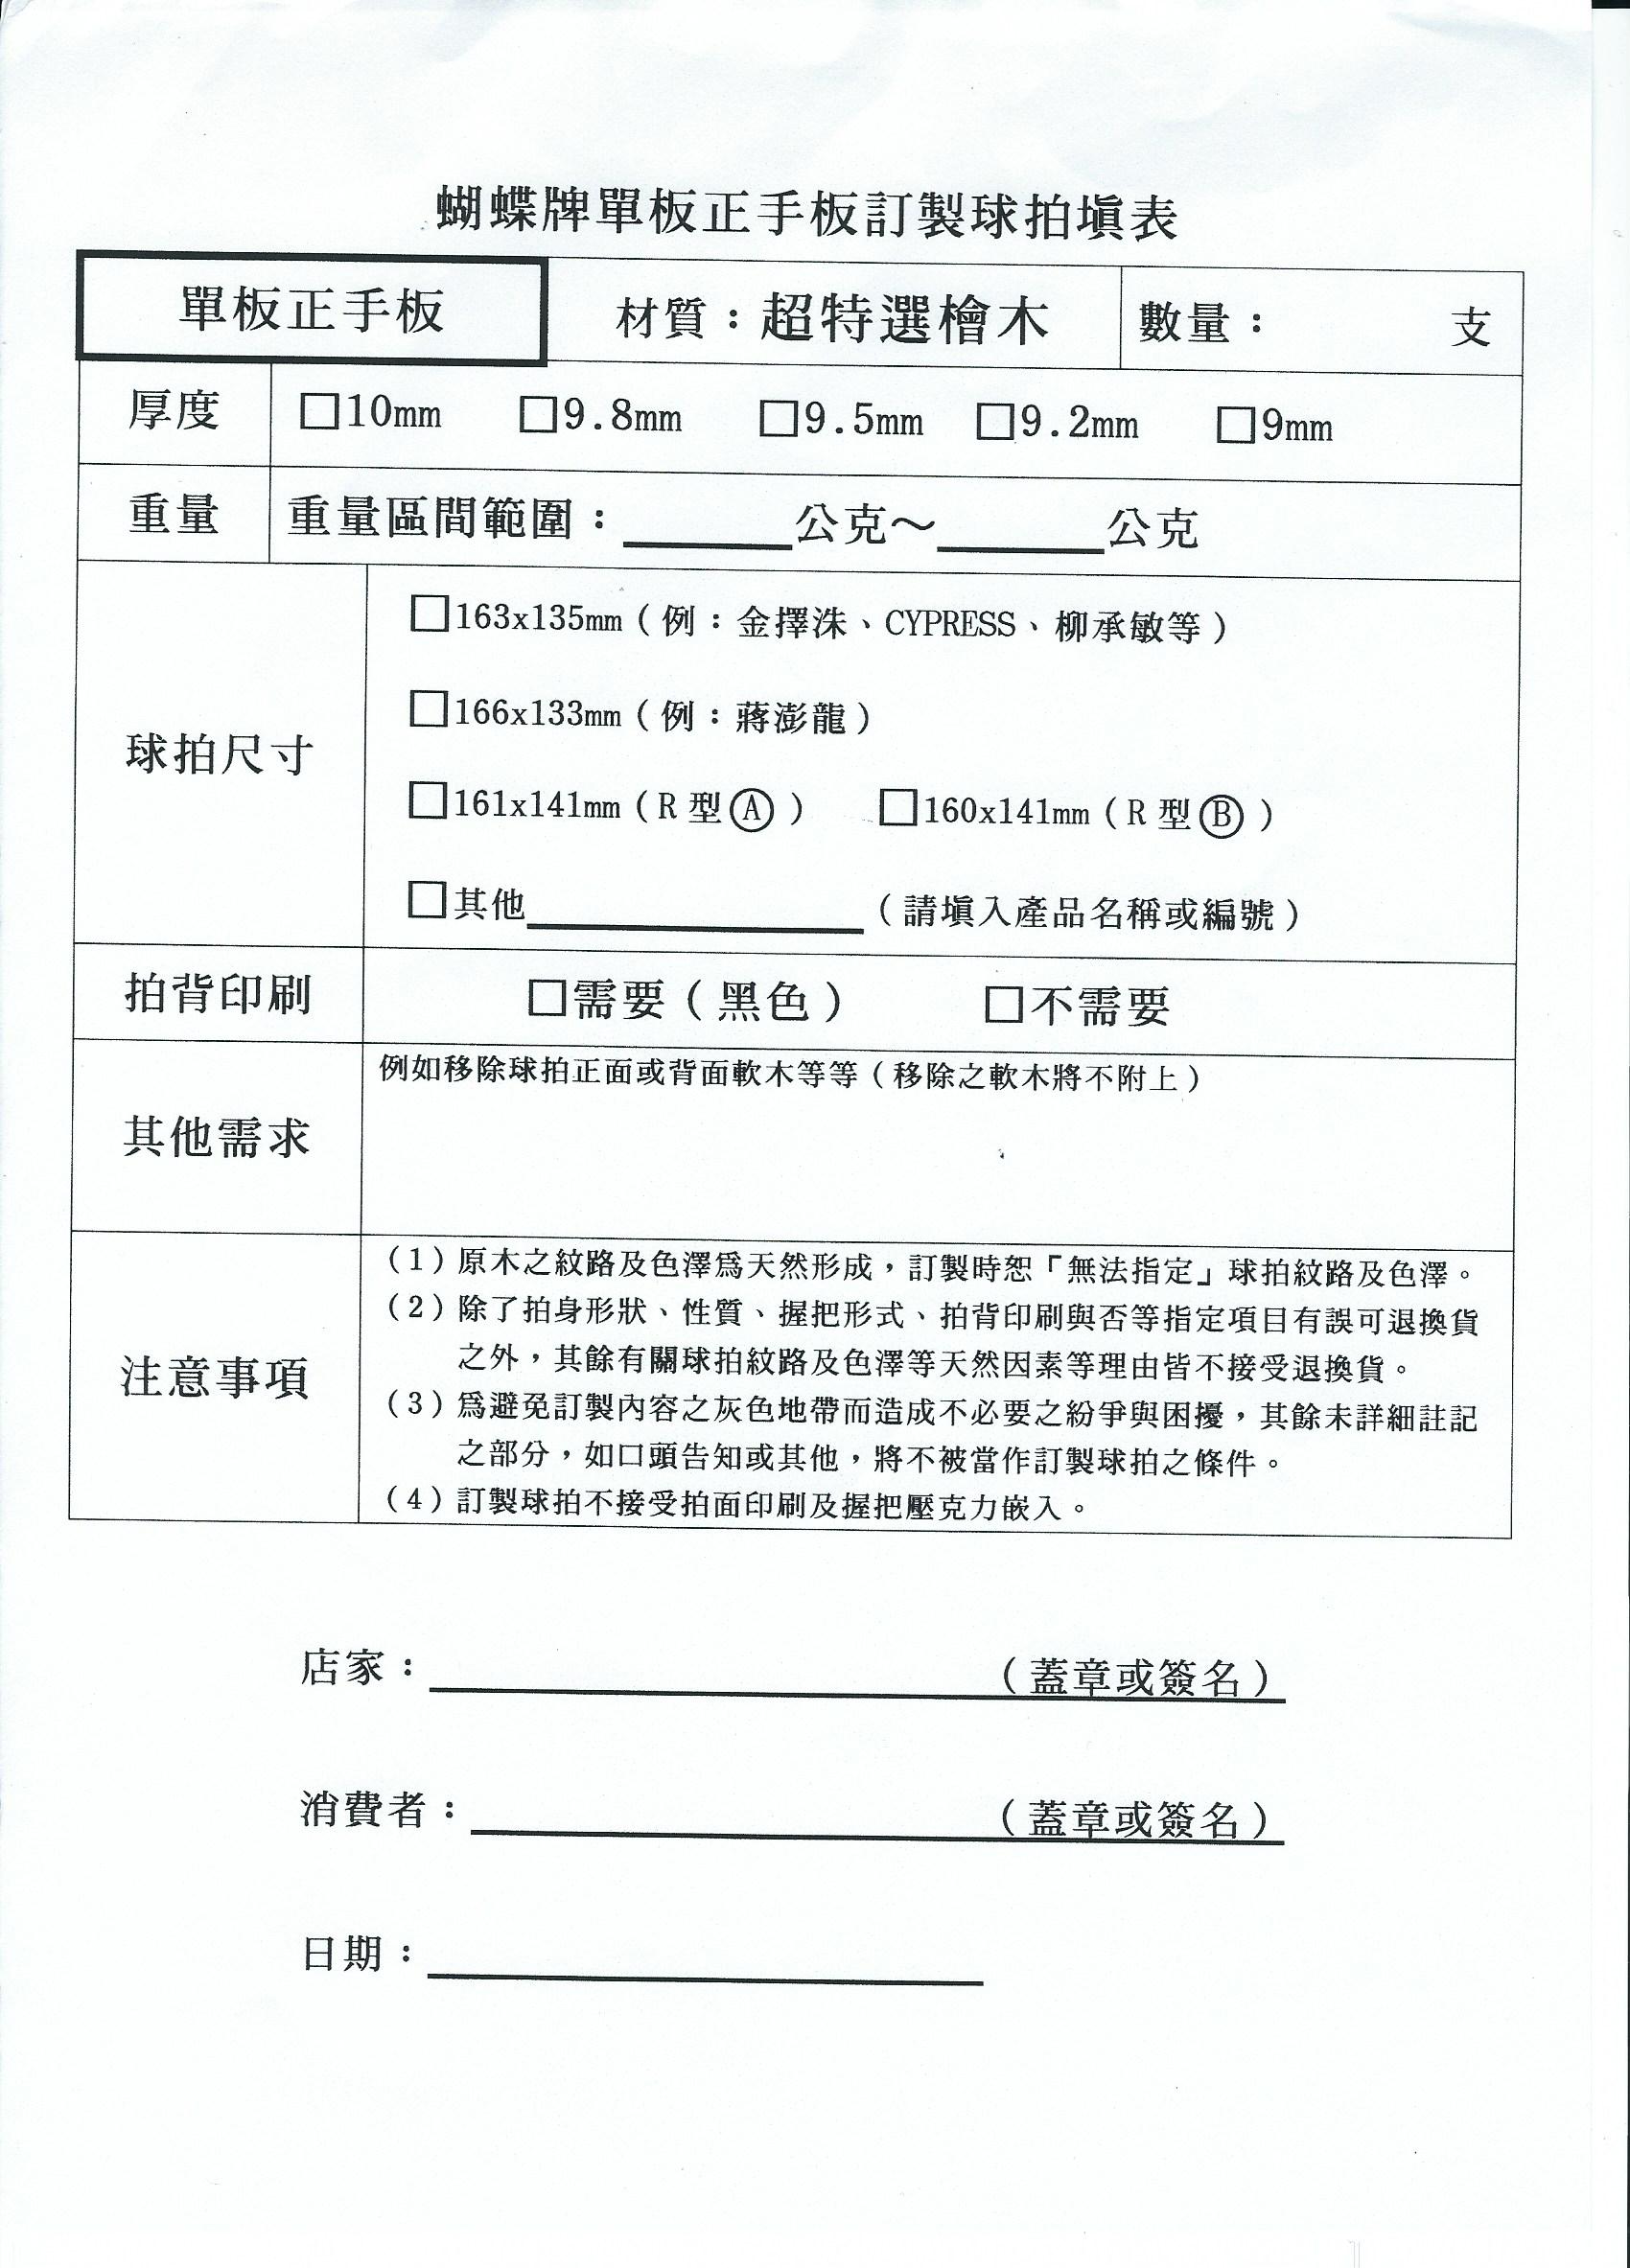 蝴蝶牌單板正手板訂製球拍填表
單板正手板 材質：超特選檜木 數量： 支
厚度 □10mm □9.8mm □9.5mm □9.2mm □9mm
重量 重量區間範圍：______公克～______公克
球拍尺寸
□163x135mm（例：金擇洙、CYPRESS、柳承敏等）
□166x133mm（例：蔣澎龍）
□161x141mm（R 型Ⓐ） □160x141mm（R 型Ⓑ）
□其他____________（請填入產品名稱或編號）
拍背印刷 □需要（黑色） □不需要
其他需求
例如移除球拍正面或背面軟木等等（移除之軟木將不附上）
注意事項
（1）原木之紋路及色澤為天然形成，訂製時恕「無法指定」球拍紋路及色澤。
（2）除了拍身形狀、性質、握把形式、拍背印刷與否等指定項目有誤可退換貨
之外，其餘有關球拍紋路及色澤等天然因素等理由皆不接受退換貨。
（3）為避免訂製內容之灰色地帶而造成不必要之紛爭與困擾，其餘未詳細註記
之部分，如口頭告知或其他，將不被當作訂製球拍之條件。
（4）訂製球拍不接受拍面印刷及握把壓克力嵌入。
店家：____________（蓋章或簽名）
消費者：____________（蓋章或簽名）
日期：____________